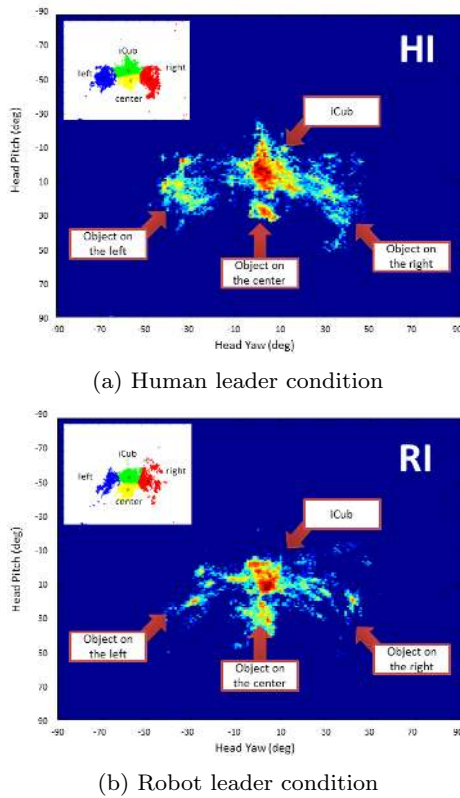 -90
-70
-50
-30
-10
10
30
50
70
90
Head Pitch (deg)
iCub
left
right
center
HI
iCub
Object on
the left
Object on
the center
Object on
the right
-90 -70 -50 -30 -10 10 30 50 70 90
Head Yaw (deg)
(a) Human leader condition
-90
-70
-50
-30
-10
10
30
50
70
90
Head Pitch (deg)
iCub
left
right
center
RI
iCub
Object on
the left
Object on
the center
Object on
the right
-90 -70 -50 -30 -10 10 30 50 70 90
Head Yaw (deg)
(b) Robot leader condition